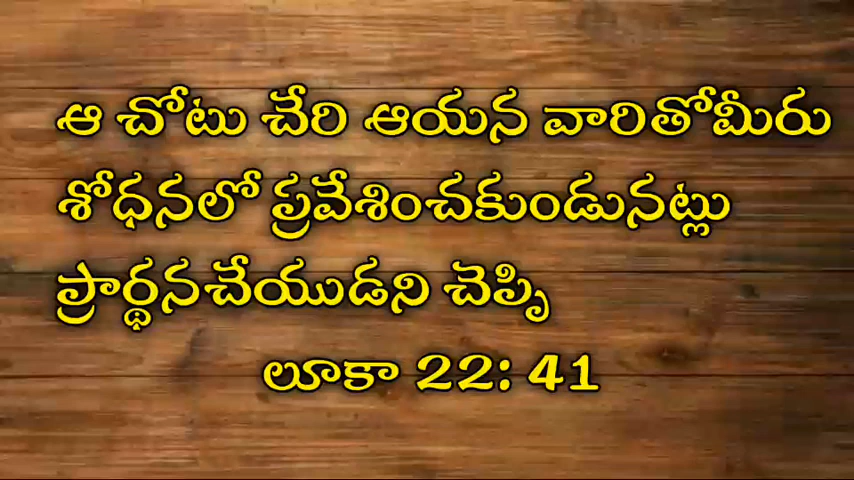 ఆ చోటు చేరి ఆయన వారితోమీరు
శోధనలో ప్రవేశించకుండునట్లు
ప్రార్థనచేయుడని చెప్పి
లూకా 22: 41